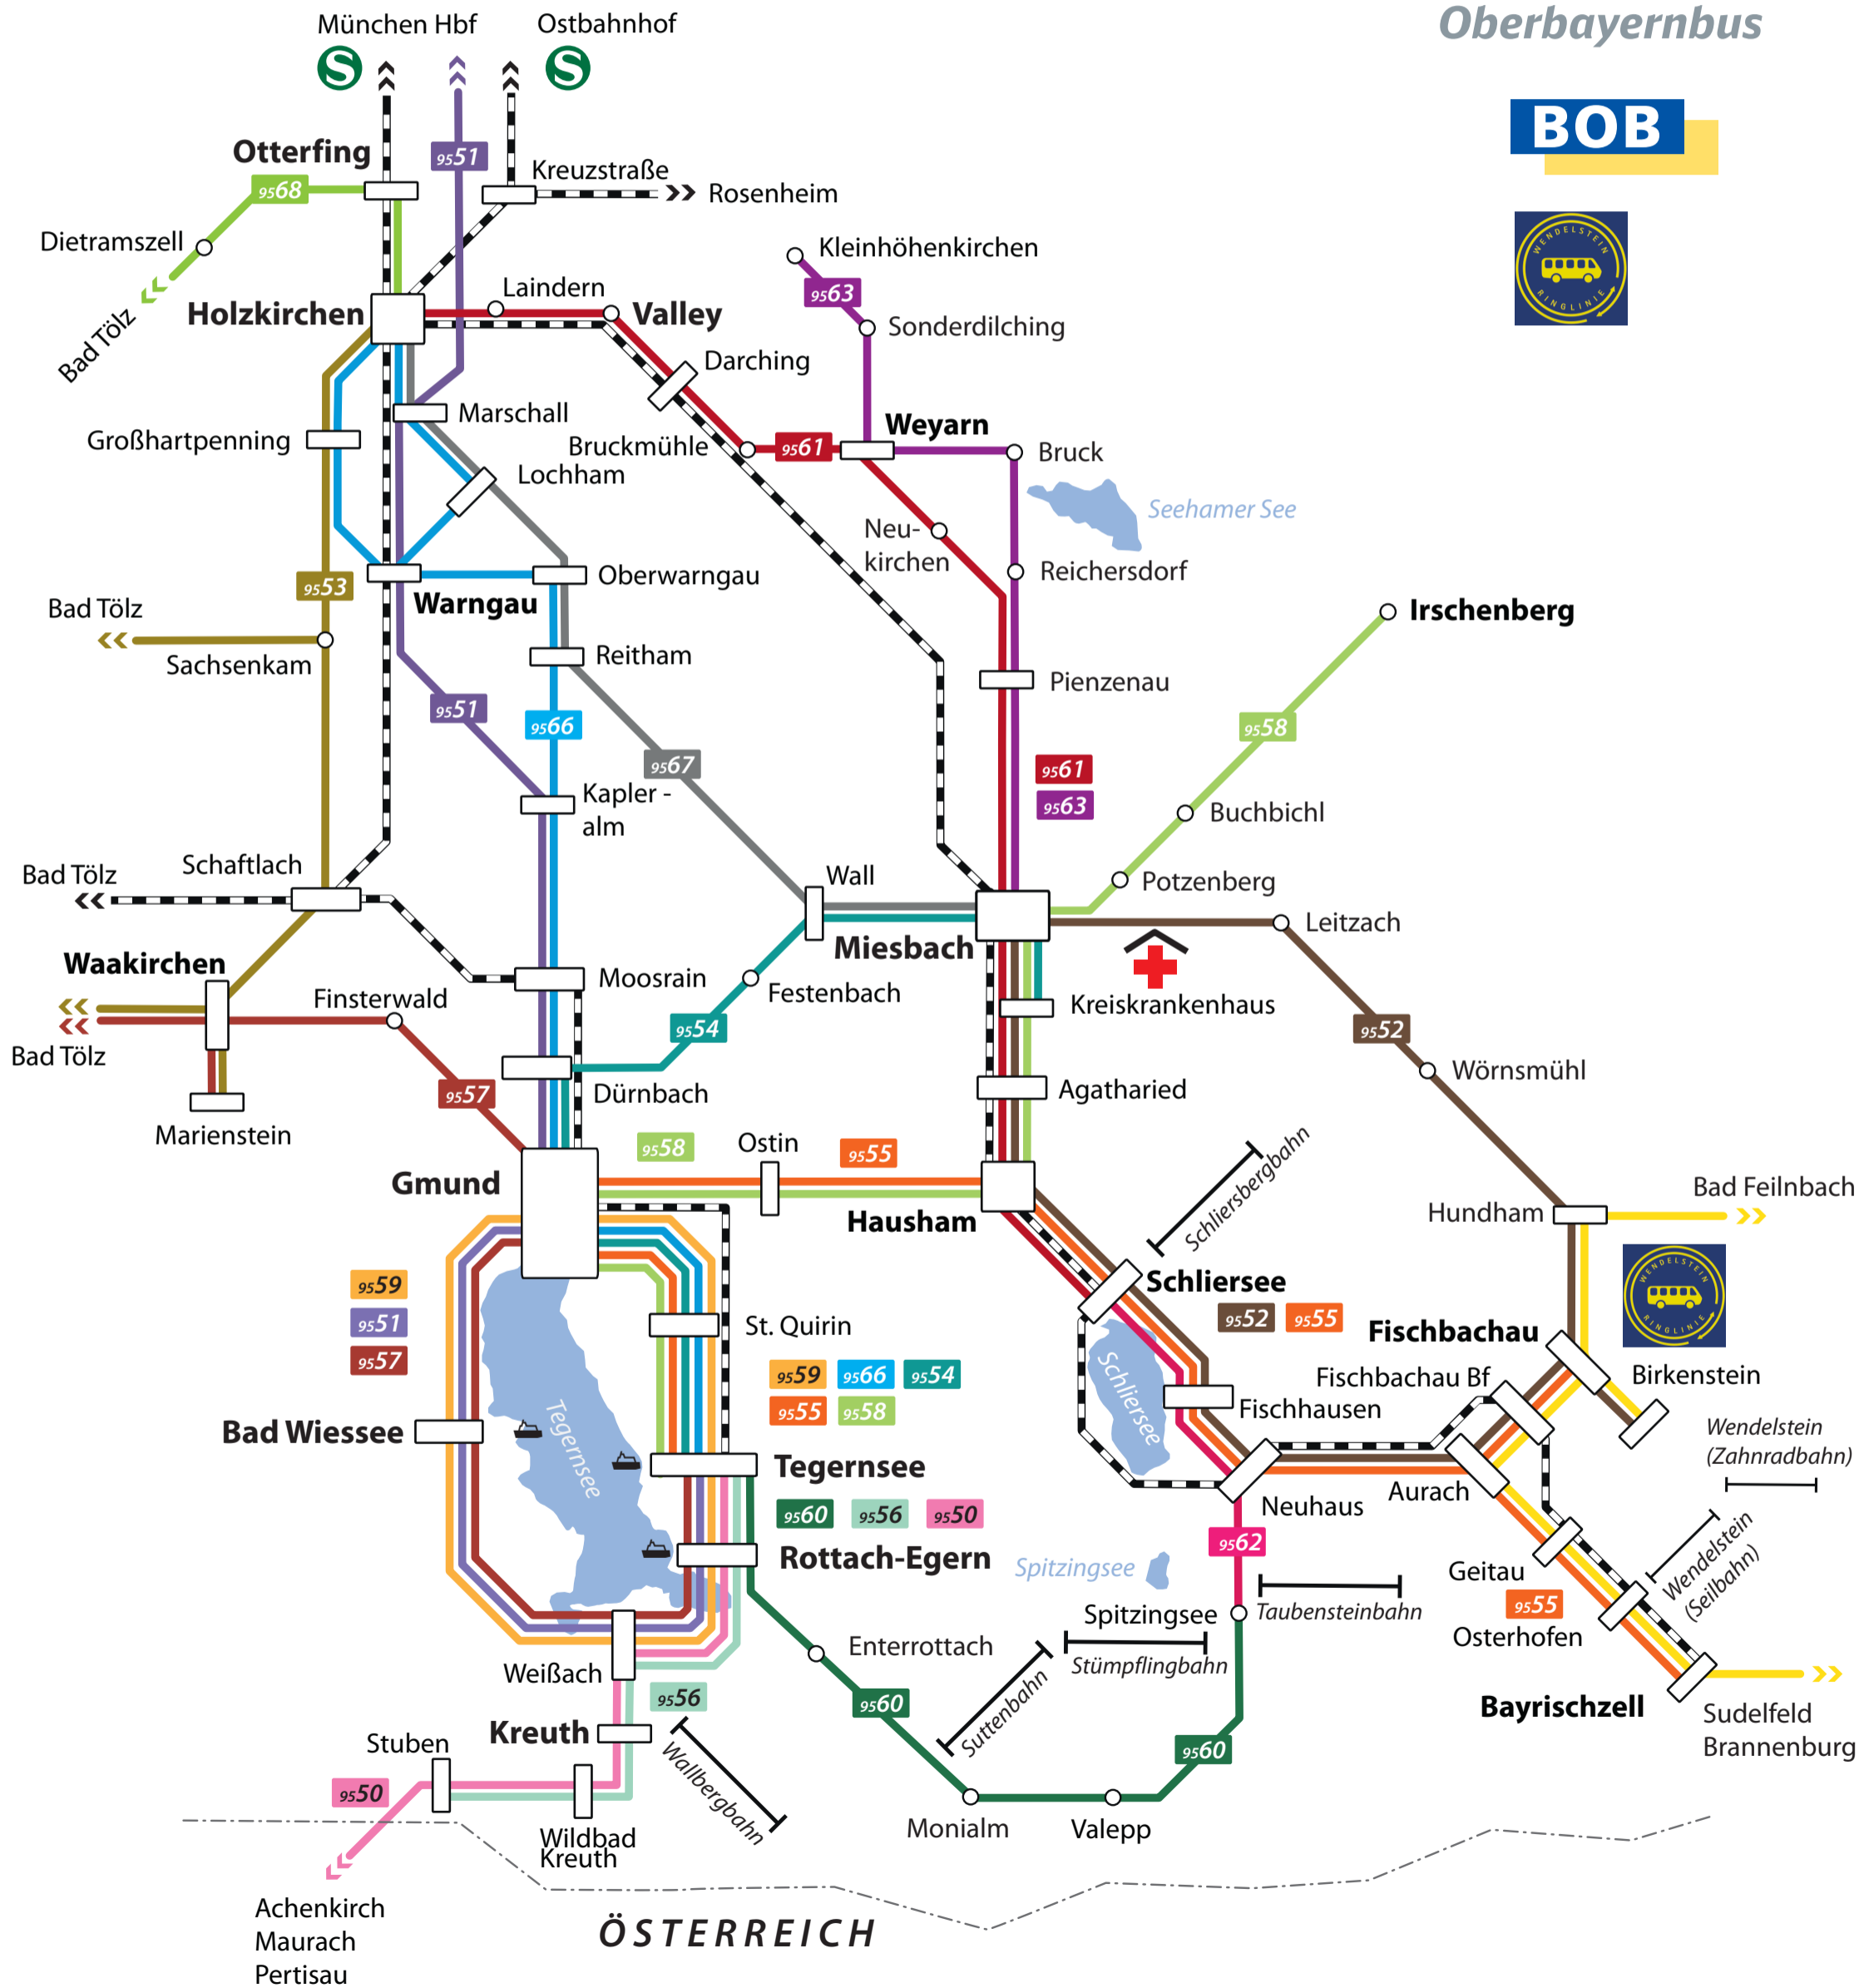 München Hbf
Ostbahnhof
Oberbayernbus
S
S
BOB
Otterfing
9551
Kreuzstraße
9568
Rosenheim
WENDELSTEIN
RINGLINIE
Dietramszell
Kleinhöhenkirchen
Laindern
9563
Holzkirchen
Valley
Sonderdilching
Bad Tölz
Darching
Marschall
Weyarn
Großhartpenning
Bruckmühle
9561
Bruck
Lochham
Seehamer See
Neu-
kirchen
Oberwarngau
Reichersdorf
9553
Warngau
Bad Tölz
Irschenberg
Sachsenkam
Reitham
Pienzenau
9551
9566
9558
9567
9561
Kapler -
alm
9563
Buchbichl
Schaftlach
Bad Tölz
Wall
Potzenberg
Leitzach
Miesbach
Waakirchen
Moosrain
Finsterwald
Festenbach
Kreiskrankenhaus
9554
9552
Bad Tölz
Wörnsmühl
9557
Dürnbach
Agatharied
Marienstein
9558
Ostin
9555
Schliersbergbahn
Gmund
Bad Feilnbach
Hausham
Hundham
9559
Schliersee
WENDELSTEIN
RINGLINIE
9551
St. Quirin
9552
9555
Fischbachau
9557
9559
9566
9554
Schliersee
Fischbachau Bf
Birkenstein
9555
9558
Fischhausen
Bad Wiessee
Tegernsee
Wendelstein
(Zahnradbahn)
Tegernsee
Aurach
Neuhaus
9560
9556
9550
9562
Rottach-Egern
Spitzingsee
Geitau
Wendelstein
(Seilbahn)
Spitzingsee
Taubensteinbahn
9555
Enterrottach
Osterhofen
Weißach
Stümpflingbahn
9556
Suttenbahn
9560
Bayrischzell
Kreuth
Sudelfeld
Brannenburg
Stuben
Wallbergbahn
9560
9550
Monialm
Valepp
Wildbad
Kreuth
Achenkirch
Maurach
Pertisau
ÖSTERREICH